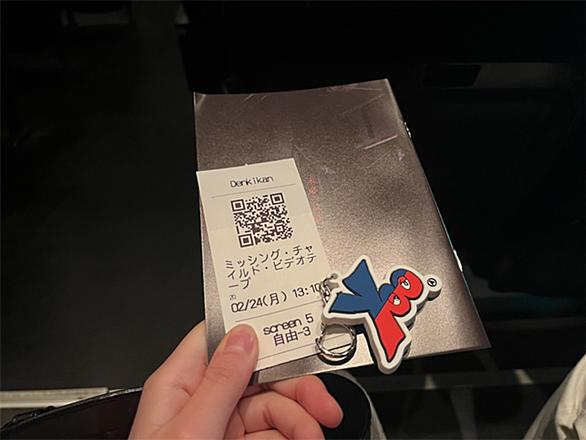 Denkikan
ミッシング・チャ
イルド・ビデオテ
ープ
2D
02/24(月) 13:10
screen 5
自由-3